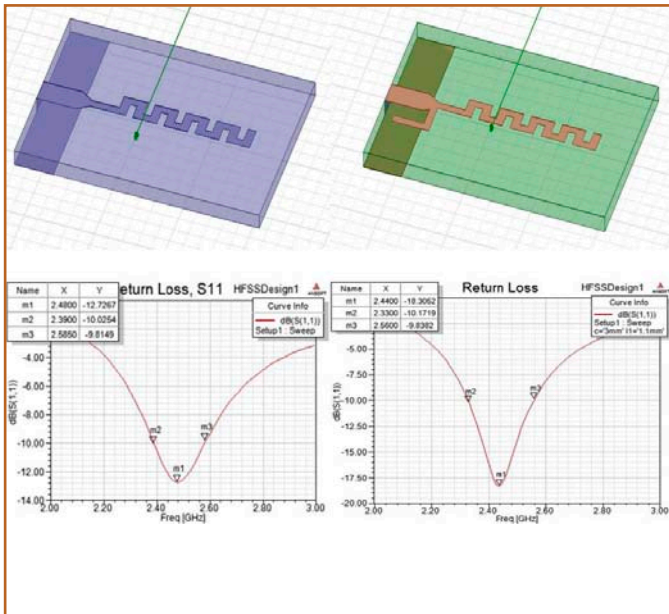 Name X Y
m1 2.4800 -12.7267
m2 2.3900 -10.0254
m3 2.5850 -9.8149
eturn Loss, S11 HFSSDesign1
Curve Info
dB(S(1,1))
Setup1 : Sweep
-4.00
-6.00
-8.00
-10.00
-12.00
-14.00
dB(S(1,1))
m2
m3
m1
2.00 2.20 2.40 2.60 2.80 3.00
Freq [GHz]
Name X Y
m1 2.4400 -18.3052
m2 2.3300 -10.1719
m3 2.5600 -9.8382
Return Loss HFSSDesign1
Curve Info
dB(S(1,1))
Setup1 : Sweep
-5.00
-7.50
-10.00
-12.50
-15.00
-17.50
-20.00
dB(S(1,1))
m2
m3
m1
2.00 2.20 2.40 2.60 2.80 3.00
Freq [GHz]